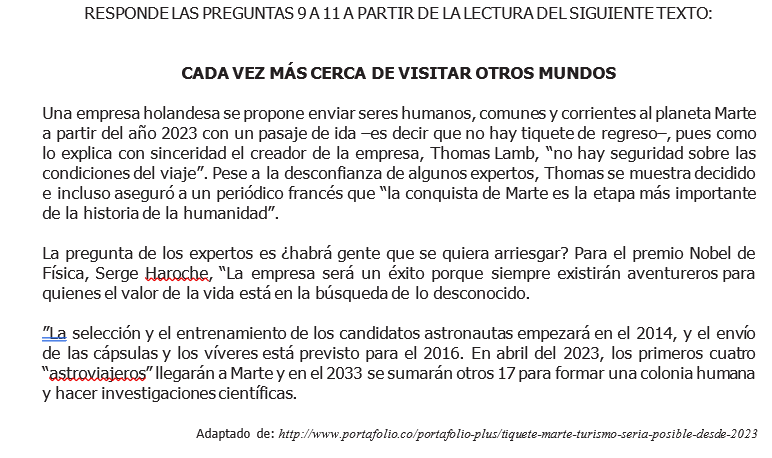 RESPONDE LAS PREGUNTAS 9 A 11 A PARTIR DE LA LECTURA DEL SIGUIENTE TEXTO:
CADA VEZ MÁS CERCA DE VISITAR OTROS MUNDOS
Una empresa holandesa se propone enviar seres humanos, comunes y corrientes al planeta Marte
a partir del año 2023 con un pasaje de ida –es decir que no hay tiquete de regreso–, pues como
lo explica con sinceridad el creador de la empresa, Thomas Lamb, “no hay seguridad sobre las
condiciones del viaje”. Pese a la desconfianza de algunos expertos, Thomas se muestra decidido
e incluso aseguró a un periódico francés que “la conquista de Marte es la etapa más importante
de la historia de la humanidad”.
La pregunta de los expertos es ¿habrá gente que se quiera arriesgar? Para el premio Nobel de
Física, Serge Haroche, “La empresa será un éxito porque siempre existirán aventureros para
quienes el valor de la vida está en la búsqueda de lo desconocido.
”La selección y el entrenamiento de los candidatos astronautas empezará en el 2014, y el envío
de las cápsulas y los víveres está previsto para el 2016. En abril del 2023, los primeros cuatro
“astroviajeros” llegarán a Marte y en el 2033 se sumarán otros 17 para formar una colonia humana
y hacer investigaciones científicas.
Adaptado de: http://www.portafolio.co/portafolio-plus/tiquete-marte-turismo-seria-posible-desde-2023